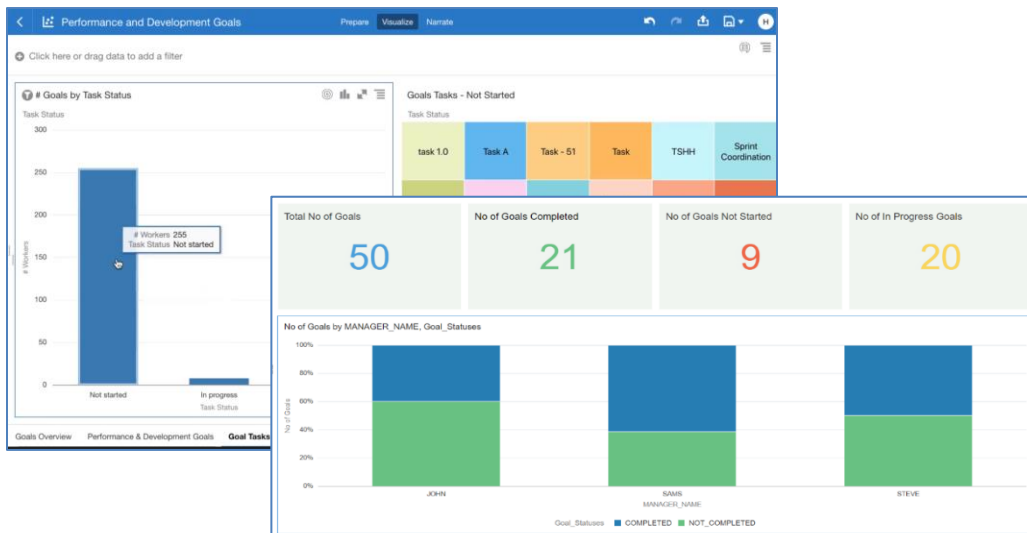 Performance and Development Goals
Prepare Visualize Narrate
H
Click here or drag data to add a filter
# Goals by Task Status
Task Status
300
250
200
150
100
50
0
# Workers
# Workers 255
Task Status Not started
Not started In progress
Task Status
Goals Overview Performance & Development Goals Goal Tasks
Goals Tasks - Not Started
Task Status
task 1.0 Task A Task - 51 Task TSHH Sprint Coordination
Total No of Goals No of Goals Completed No of Goals Not Started No of In Progress Goals
50 21 9 20
No of Goals by MANAGER_NAME, Goal_Statuses
100%
80%
60%
40%
20%
0%
No of Goals
JOHN SAMS STEVE
MANAGER_NAME
Goal_Statuses COMPLETED NOT_COMPLETED